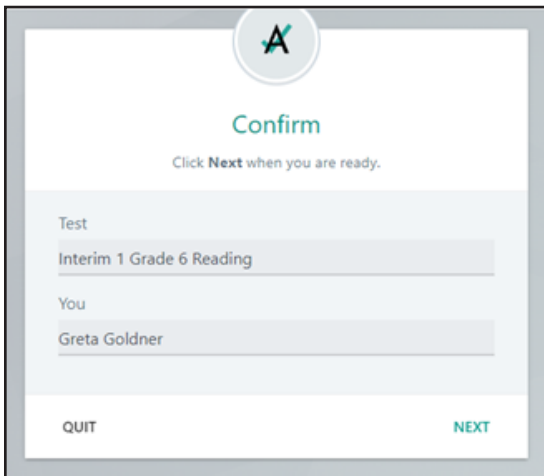 A
Confirm
Click Next when you are ready.
Test
Interim 1 Grade 6 Reading
You
Greta Goldner
QUIT NEXT